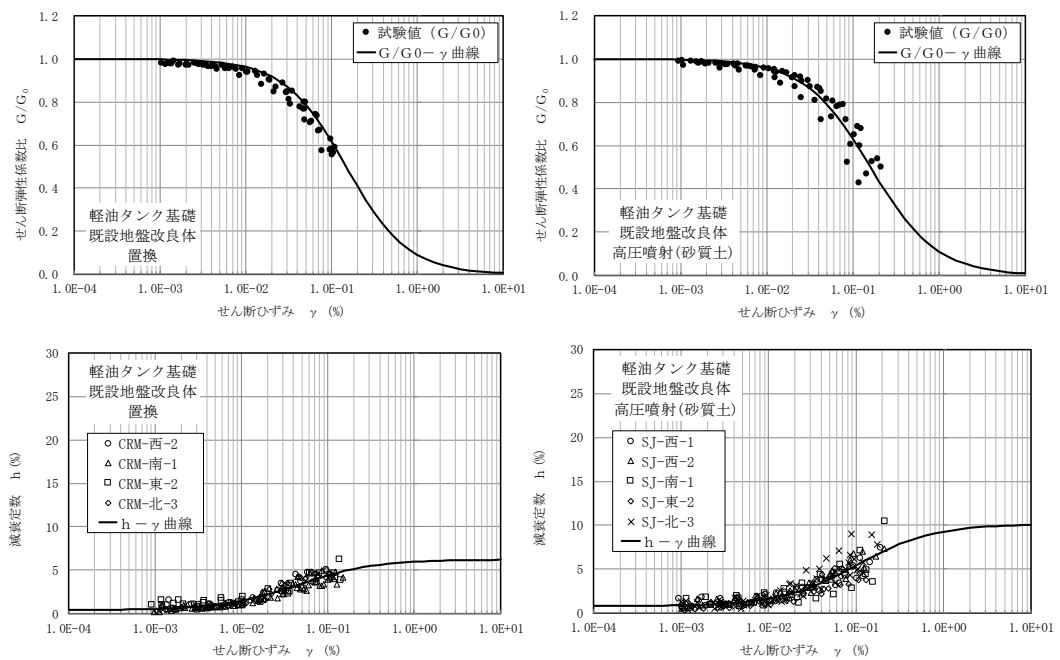 1.2
1.0
0.8
0.6
0.4
0.2
0.0
せん断弾性係数比 G/G₀
● 試験値 (G/G0)
G/G0-γ曲線
軽油タンク基礎
既設地盤改良体
置換
1.0E-04 1.0E-03 1.0E-02 1.0E-01 1.0E+00 1.0E+01
せん断ひずみ γ (%)
1.2
1.0
0.8
0.6
0.4
0.2
0.0
せん断弾性係数比 G/G₀
● 試験値 (G/G0)
G/G0-γ曲線
軽油タンク基礎
既設地盤改良体
高圧噴射(砂質土)
1.0E-04 1.0E-03 1.0E-02 1.0E-01 1.0E+00 1.0E+01
せん断ひずみ γ (%)
30
25
20
15
10
5
0
減衰定数 h(%)
軽油タンク基礎
既設地盤改良体
置換
CRM-西-2
CRM-南-1
CRM-東-2
CRM-北-3
h-γ曲線
1.0E-04 1.0E-03 1.0E-02 1.0E-01 1.0E+00 1.0E+01
せん断ひずみ γ (%)
30
25
20
15
10
5
0
減衰定数 h(%)
軽油タンク基礎
既設地盤改良体
高圧噴射(砂質土)
SJ-西-1
SJ-西-2
SJ-南-1
SJ-東-2
SJ-北-3
h-γ曲線
1.0E-04 1.0E-03 1.0E-02 1.0E-01 1.0E+00 1.0E+01
せん断ひずみ γ (%)